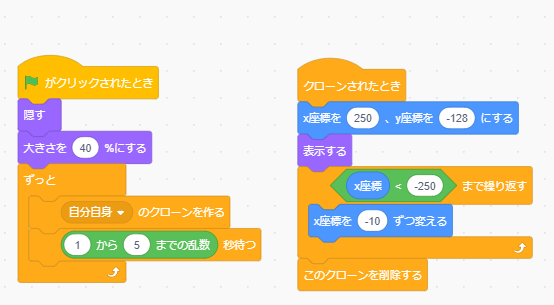 がクリックされたとき
隠す
大きさを 40 %にする
ずっと
自分自身 のクローンを作る
1 から 5 までの乱数 秒待つ
クローンされたとき
x座標を 250 、y座標を -128 にする
表示する
x座標 < -250 まで繰り返す
x座標を -10 ずつ変える
このクローンを削除する